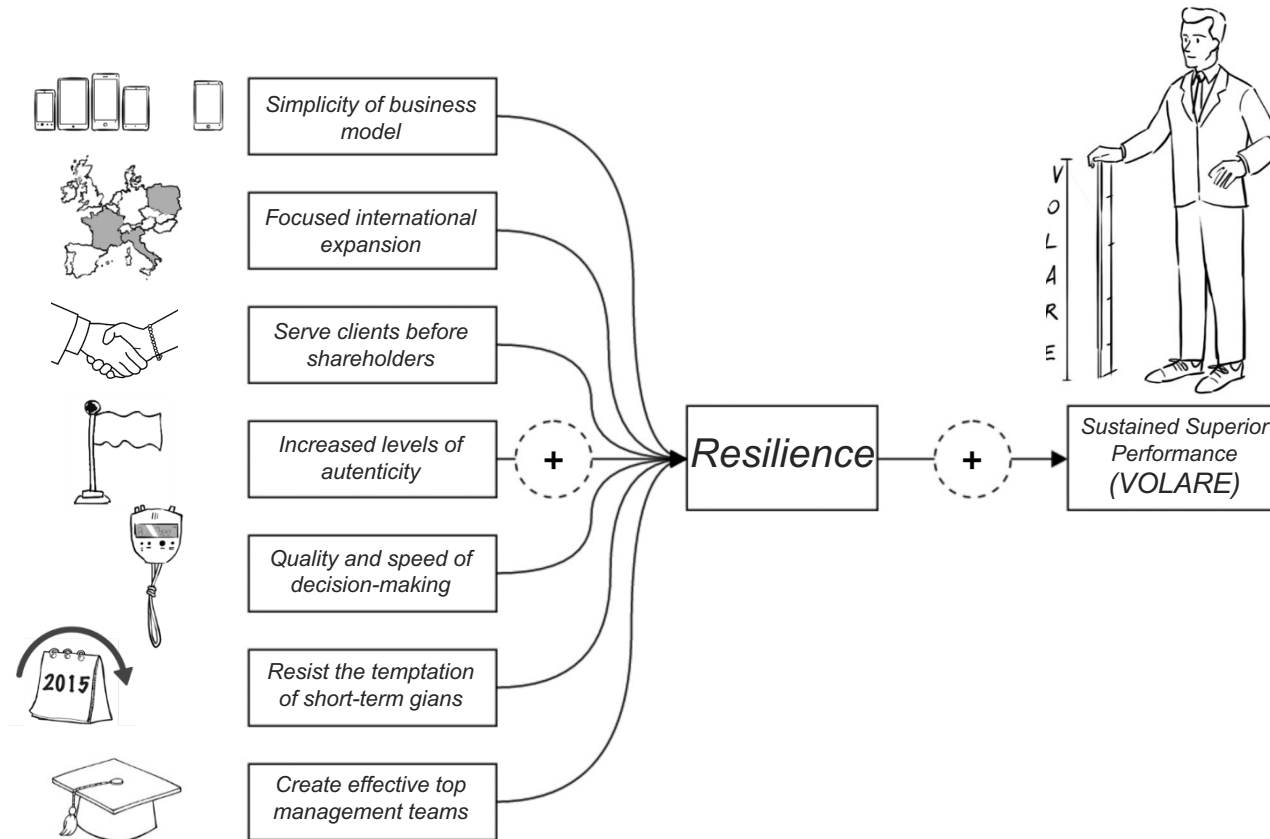 Simplicity of business
model
Focused international
expansion
Serve clients before
shareholders
Increased levels of
autenticity
+
Quality and speed of
decision-making
2015
Resist the temptation
of short-term gians
Create effective top
management teams
Resilience
+
V
O
L
A
R
E
Sustained Superior
Performance
(VOLARE)